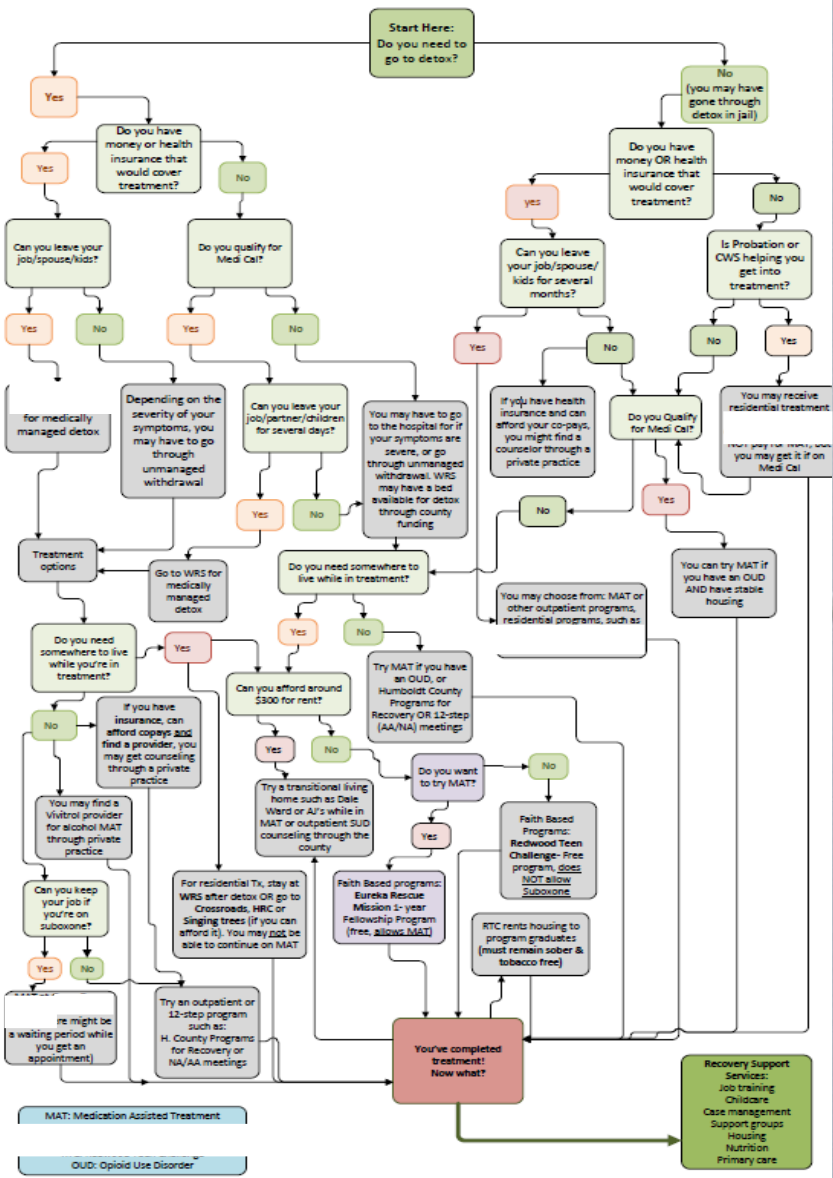 Start Here:
Do you need to
go to detox?
Yes
No
(you may have
gone through
detox in jail)
Do you have
money or health
insurance that
would cover
treatment?
Do you have
money OR health
insurance that
would cover
treatment?
Yes
No
yes
No
Can you leave your
job/spouse/kids?
Do you qualify for
Medi Cal?
Can you leave
your job/spouse/
kids for several
months?
Is Probation or
CWS helping you
get into
treatment?
Yes
No
Yes
No
Yes
No
No
Yes
for medically
managed detox
Depending on the
severity of your
symptoms, you
may have to go
through
unmanaged
withdrawal
Can you leave your
job/partner/children
for several days?
You may have to go
to the hospital for if
your symptoms are
severe, or go
through unmanaged
withdrawal. WRS
may have a bed
available for detox
through county
funding
If you have health
insurance and can
afford your co-pays,
you might find a
counselor through a
private practice
Do you Qualify
for Medi Cal?
You may receive
residential treatment
NOT pay for MAT, but
you may get it if on
Medi Cal
Yes
No
No
Yes
Treatment
options
Go to WRS for
medically
managed
detox
Do you need somewhere to
live while in treatment?
You can try MAT if
you have an OUD
AND have stable
housing
You may choose from: MAT or
other outpatient programs,
residential programs, such as
Do you need
somewhere to live
while you're in
treatment?
Yes
Yes
No
Can you afford around
$300 for rent?
Try MAT if you have
an OUD, or
Humboldt County
Programs for
Recovery OR 12-step
(AA/NA) meetings
No
If you have
insurance, can
afford copays and
find a provider, you
may get counseling
through a private
practice
Yes
No
Do you want
to try MAT?
No
You may find a
Vivitrol provider
for alcohol MAT
through private
practice
Try a transitional living
home such as Dale
Ward or AJ's while in
MAT or outpatient SUD
counseling through the
county
Yes
Faith Based
Programs:
Redwood Teen
Challenge- Free
program, does
NOT allow
Suboxone
Can you keep
your job if
you're on
suboxone?
For residential Tx, stay at
WRS after detox OR go to
Crossroads, HRC or
Singing trees (if you can
afford it). You may not be
able to continue on MAT
Faith Based programs:
Eureka Rescue
Mission 1- year
Fellowship Program
(free, allows MAT)
RTC rents housing to
program graduates
(must remain sober &
tobacco free)
Yes
No
re might be
a waiting period while
you get an
appointment)
Try an outpatient or
12-step program
such as:
H. County Programs
for Recovery or
NA/AA meetings
You've completed
treatment!
Now what?
Recovery Support
Services:
Job training
Childcare
Case management
Support groups
Housing
Nutrition
Primary care
MAT: Medication Assisted Treatment
OUD: Opioid Use Disorder